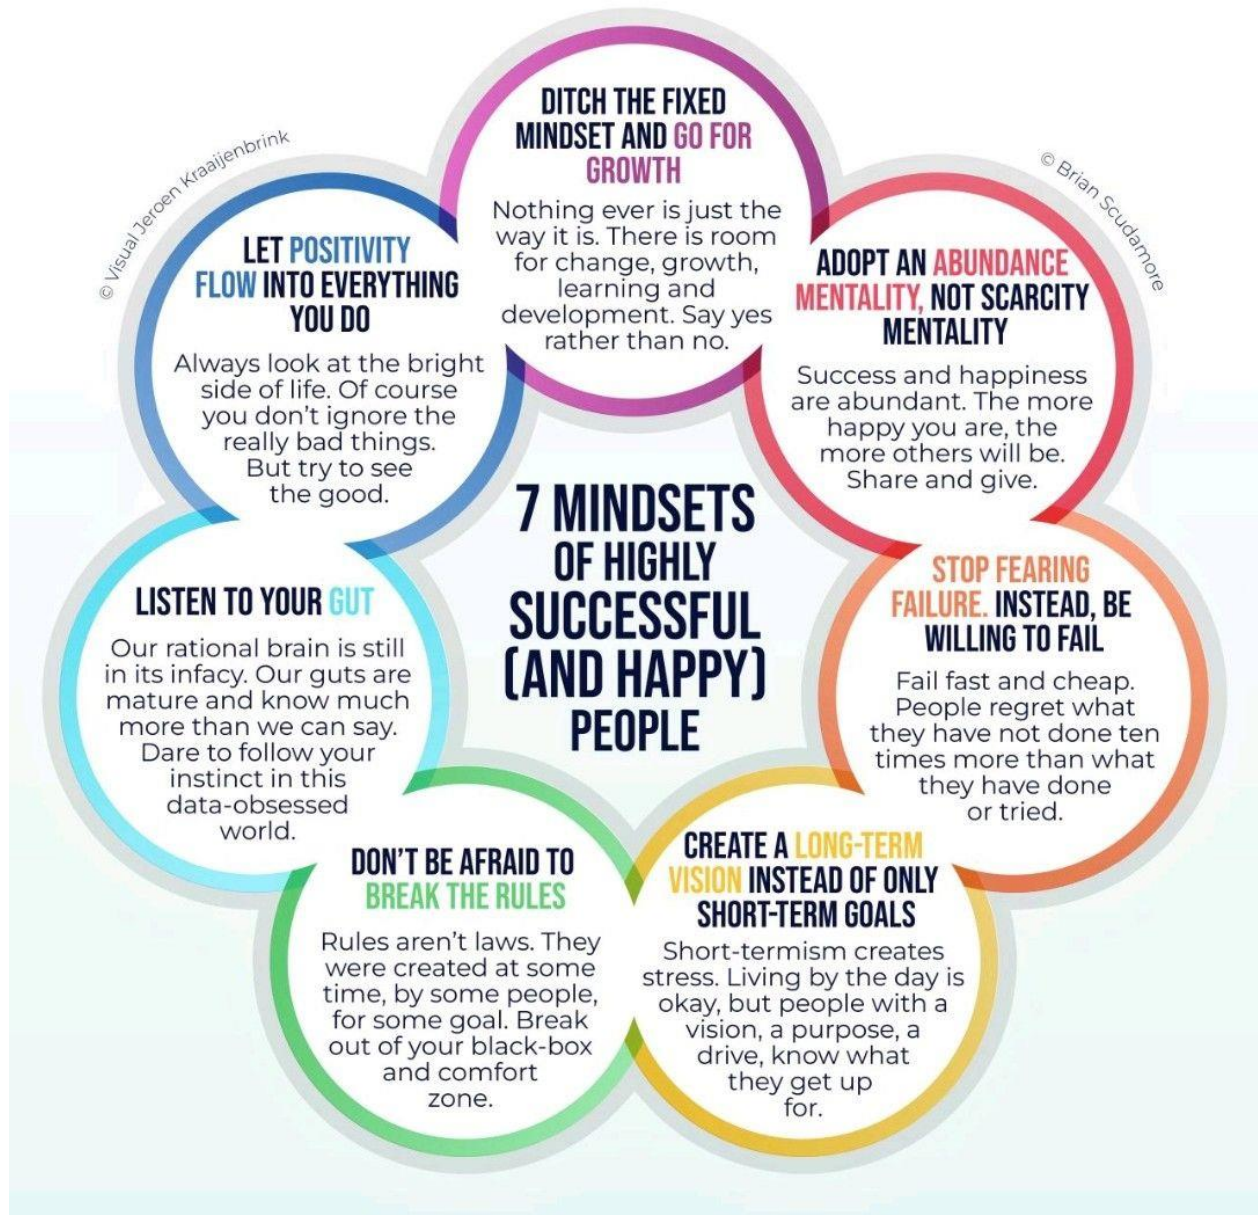 © Visual Jeroen Kraaijenbrink
© Brian Scudamore
7 MINDSETS
OF HIGHLY
SUCCESSFUL
(AND HAPPY)
PEOPLE
DITCH THE FIXED
MINDSET AND GO FOR
GROWTH
Nothing ever is just the
way it is. There is room
for change, growth,
learning and
development. Say yes
rather than no.
ADOPT AN ABUNDANCE
MENTALITY, NOT SCARCITY
MENTALITY
Success and happiness
are abundant. The more
happy you are, the
more others will be.
Share and give.
STOP FEARING
FAILURE. INSTEAD, BE
WILLING TO FAIL
Fail fast and cheap.
People regret what
they have not done ten
times more than what
they have done
or tried.
CREATE A LONG-TERM
VISION INSTEAD OF ONLY
SHORT-TERM GOALS
Short-termism creates
stress. Living by the day is
okay, but people with a
vision, a purpose, a
drive, know what
they get up
for.
DON'T BE AFRAID TO
BREAK THE RULES
Rules aren't laws. They
were created at some
time, by some people,
for some goal. Break
out of your black-box
and comfort
zone.
LISTEN TO YOUR GUT
Our rational brain is still
in its infacy. Our guts are
mature and know much
more than we can say.
Dare to follow your
instinct in this
data-obsessed
world.
LET POSITIVITY
FLOW INTO EVERYTHING
YOU DO
Always look at the bright
side of life. Of course
you don't ignore the
really bad things.
But try to see
the good.